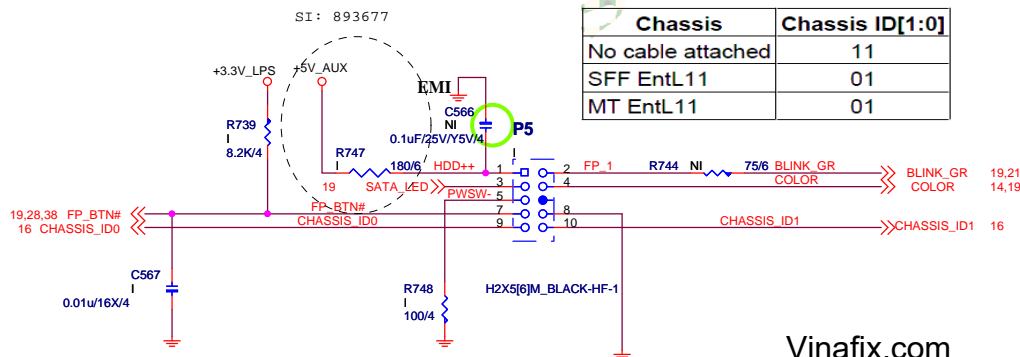 SI: 893677
Chassis Chassis ID[1:0]
No cable attached 11
SFF EntL11 01
MT EntL11 01
+3.3V_LPS
+5V_AUX
EMI
C566
NI
0.1uF/25V/Y5V/4
P5
I
R739
I
8.2K/4
R747
I
180/6
HDD++
19
SATA_LED
PWSW-
1 2
3 4
5
7 8
9 10
FP_1
R744 NI 75/6
BLINK_GR
COLOR
BLINK_GR 19,21
COLOR 14,19
19,28,38 FP_BTN#
16 CHASSIS_ID0
FP_BTN#
CHASSIS_ID0
CHASSIS_ID1
CHASSIS_ID1 16
C567
I
0.01u/16X/4
R748
I
100/4
H2X5[6]M_BLACK-HF-1
Vinafix.com